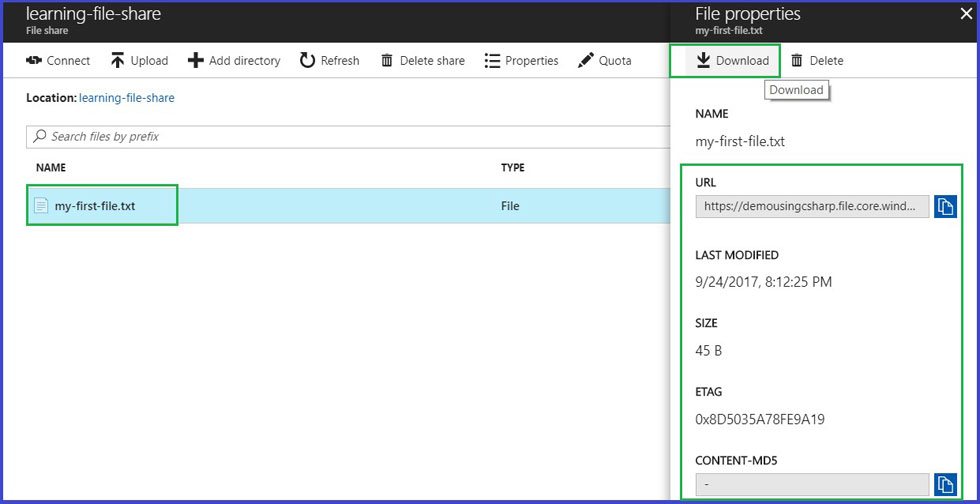 learning-file-share
File share
Connect Upload Add directory Refresh Delete share Properties Quota
Location: learning-file-share
Search files by prefix
NAME TYPE
my-first-file.txt File
File properties
my-first-file.txt
Download Delete
Download
NAME
my-first-file.txt
URL
https://demousingcsharp.file.core.wind...
LAST MODIFIED
9/24/2017, 8:12:25 PM
SIZE
45 B
ETAG
0x8D5035A78FE9A19
CONTENT-MD5
-